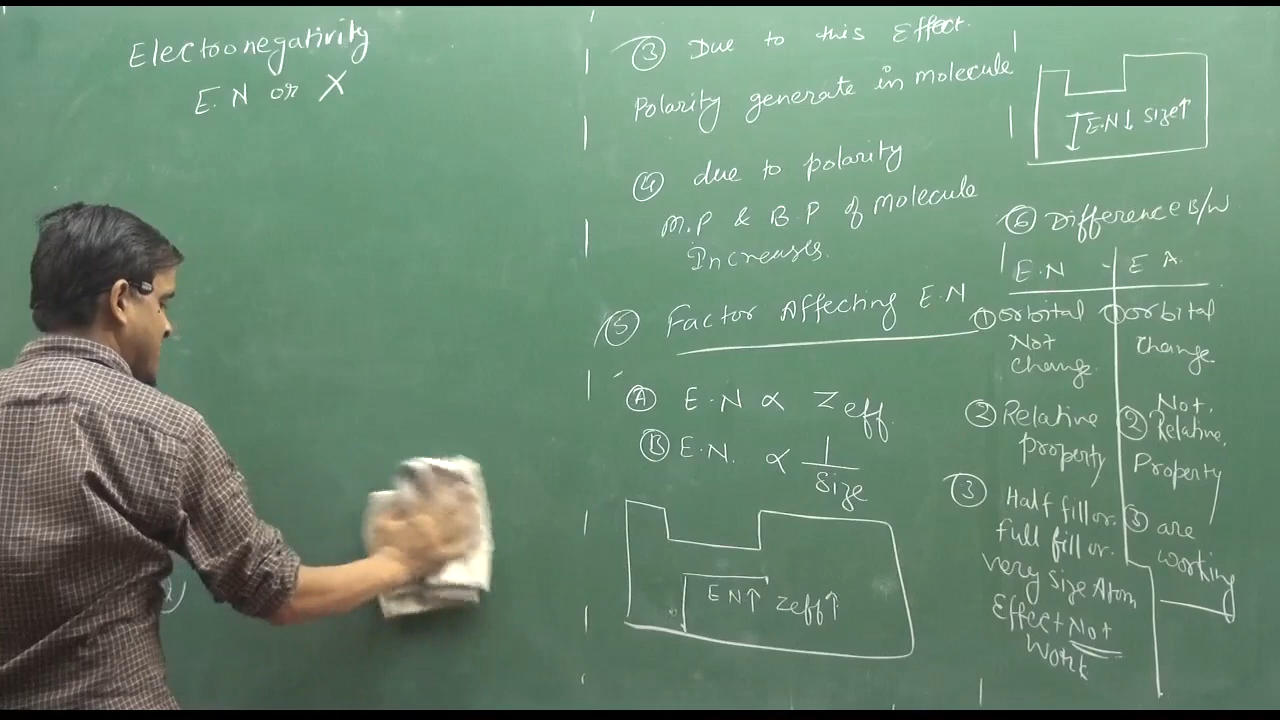 Electronegativity
E.N or X
③ Due to this Effect.
Polarity generate in molecule
④ due to polarity
M.P & B.P of Molecule
Increases.
⑤ Factor Affecting E.N
Ⓐ E.N ∝ Zeff
Ⓑ E.N. ∝ 1/Size
EN↑ Zeff↑
E.N↓ Size↑
⑥ Difference B/W
E.N - E A.
① orbital ① orbital
Not change.
change
② Relative property
Not.
② Relative.
Property
③ Half fill or.
full fill or.
very size Atom
Effect Not
Work
③ are
working